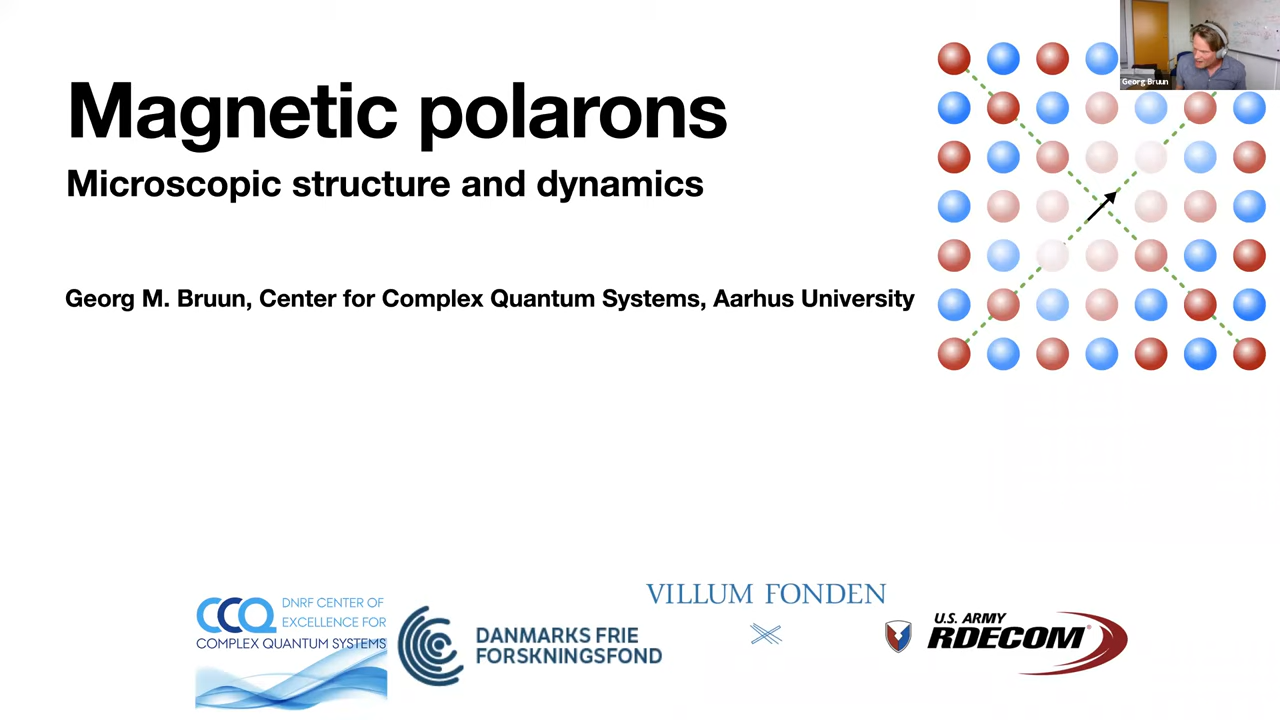 Magnetic polarons
Microscopic structure and dynamics
Georg M. Bruun, Center for Complex Quantum Systems, Aarhus University
Georg Bruun
CCQ
DNRF CENTER OF
EXCELLENCE FOR
COMPLEX QUANTUM SYSTEMS
DANMARKS FRIE
FORSKNINGSFOND
VILLUM FONDEN
U.S. ARMY
RDECOM®